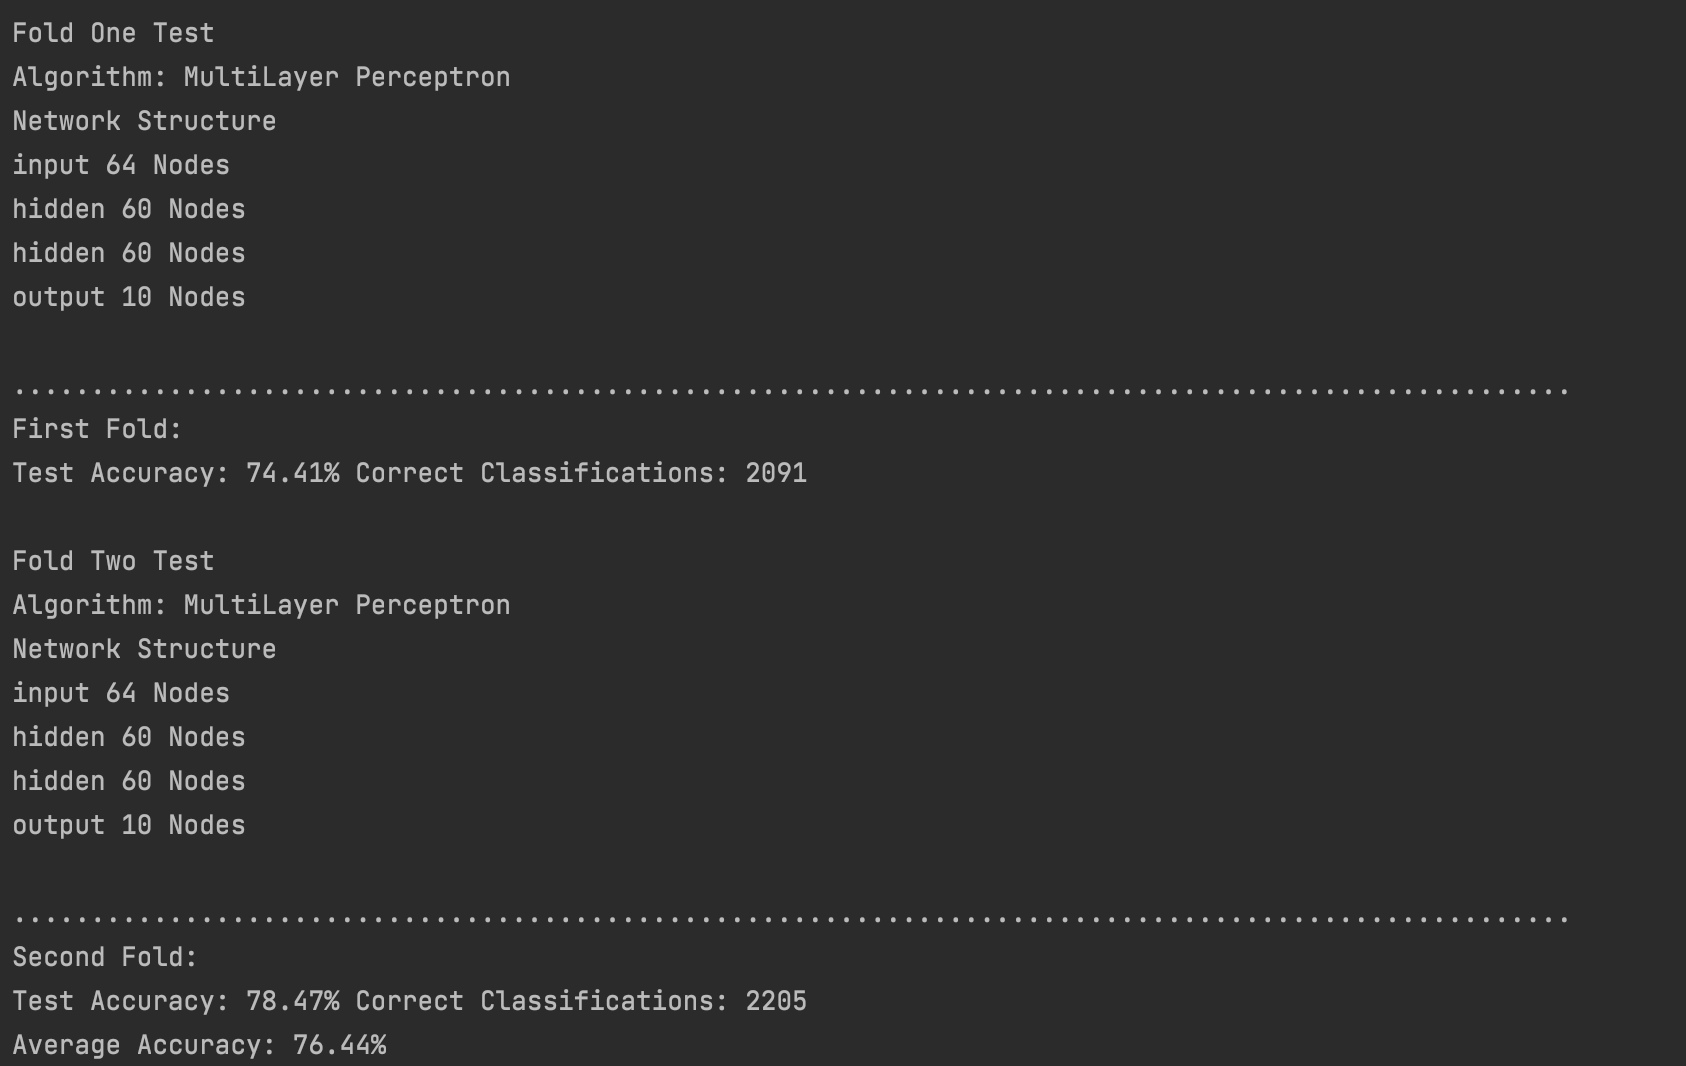 Fold One Test
Algorithm: MultiLayer Perceptron
Network Structure
input 64 Nodes
hidden 60 Nodes
hidden 60 Nodes
output 10 Nodes
....................................................................................................
First Fold:
Test Accuracy: 74.41% Correct Classifications: 2091
Fold Two Test
Algorithm: MultiLayer Perceptron
Network Structure
input 64 Nodes
hidden 60 Nodes
hidden 60 Nodes
output 10 Nodes
....................................................................................................
Second Fold:
Test Accuracy: 78.47% Correct Classifications: 2205
Average Accuracy: 76.44%